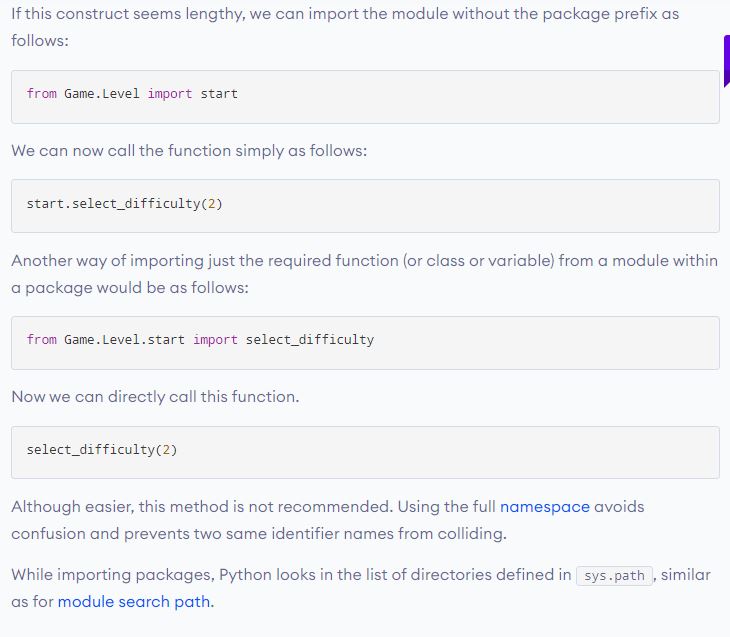 If this construct seems lengthy, we can import the module without the package prefix as
follows:
from Game.Level import start
We can now call the function simply as follows:
start.select_difficulty(2)
Another way of importing just the required function (or class or variable) from a module within
a package would be as follows:
from Game.Level.start import select_difficulty
Now we can directly call this function.
select_difficulty(2)
Although easier, this method is not recommended. Using the full namespace avoids
confusion and prevents two same identifier names from colliding.
While importing packages, Python looks in the list of directories defined in sys.path, similar
as for module search path.